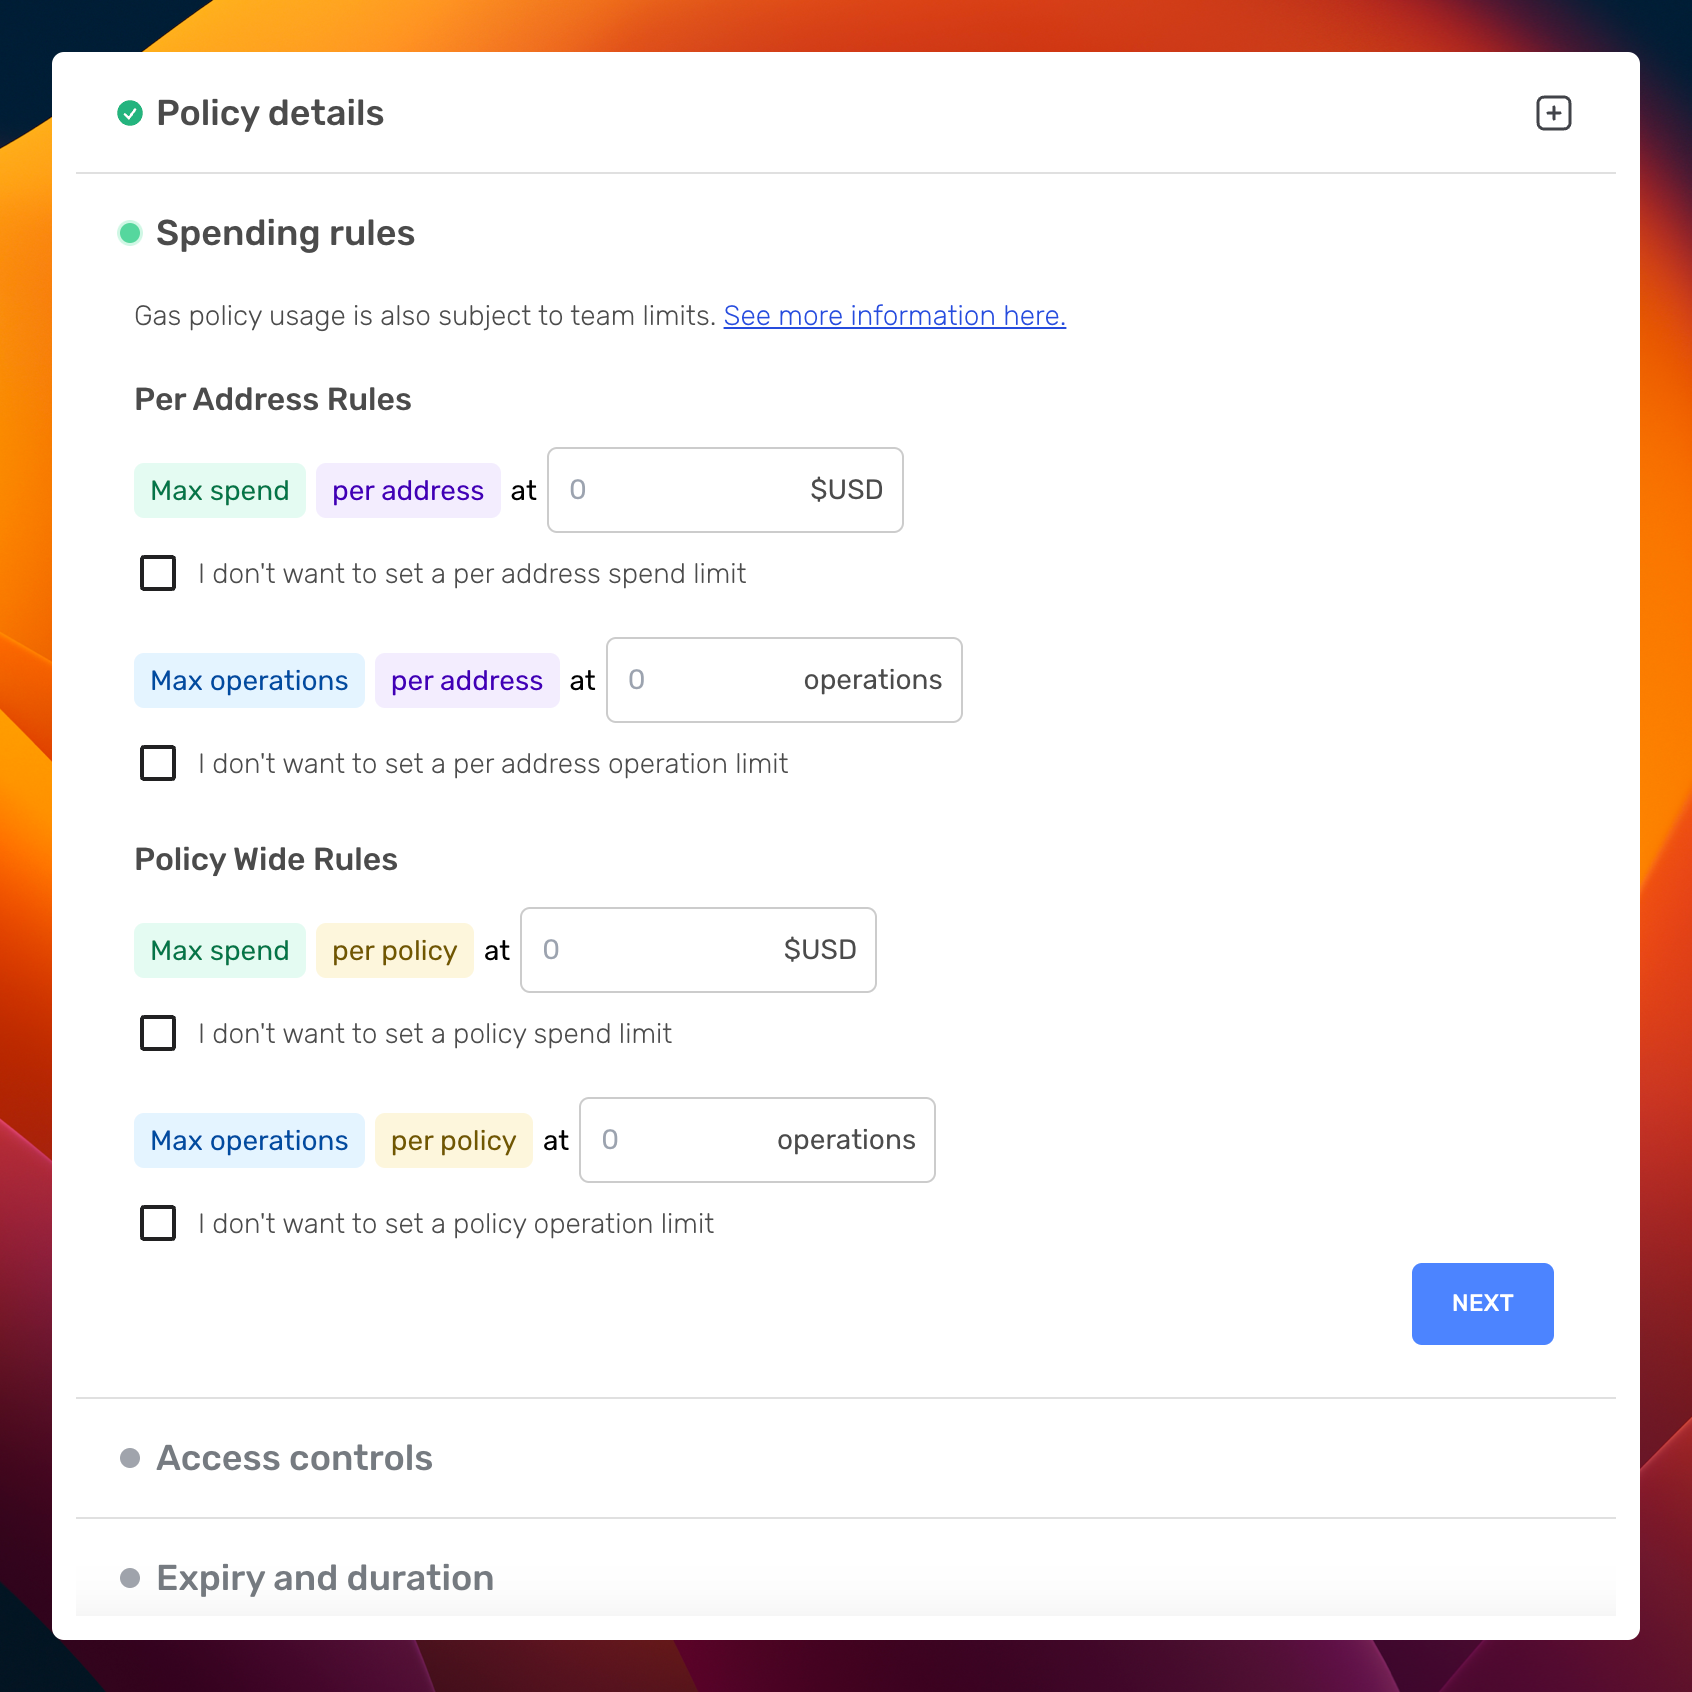 Policy details
Spending rules
Gas policy usage is also subject to team limits. See more information here.
Per Address Rules
Max spend per address at 0 $USD
I don't want to set a per address spend limit
Max operations per address at 0 operations
I don't want to set a per address operation limit
Policy Wide Rules
Max spend per policy at 0 $USD
I don't want to set a policy spend limit
Max operations per policy at 0 operations
I don't want to set a policy operation limit
NEXT
Access controls
Expiry and duration